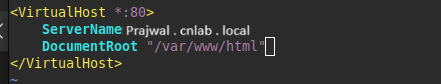 <VirtualHost *:80>
ServerName Prajwal . cnlab . local
DocumentRoot "/var/www/html"
</VirtualHost>
~